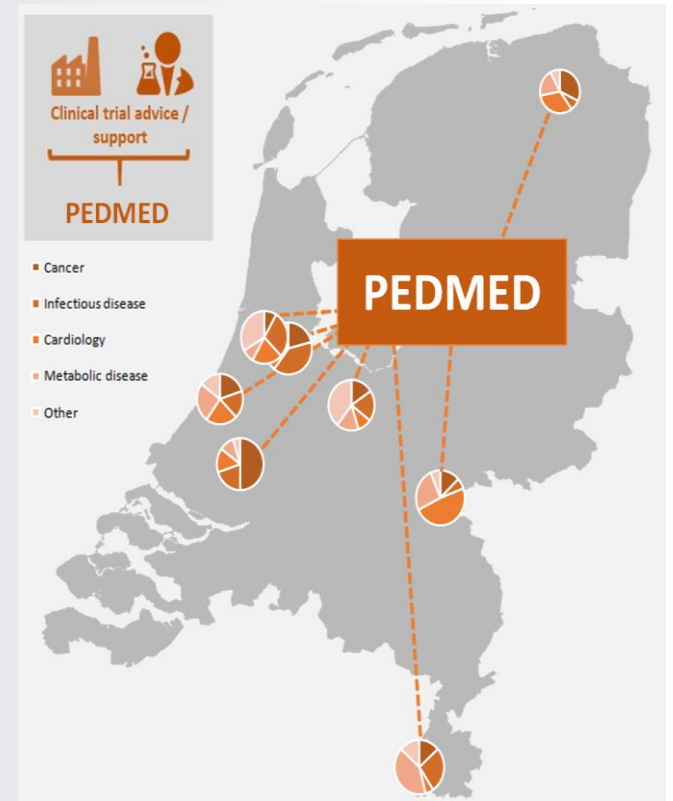 Clinical trial advice /
support
PEDMED
Cancer
Infectious disease
Cardiology
Metabolic disease
Other
PEDMED